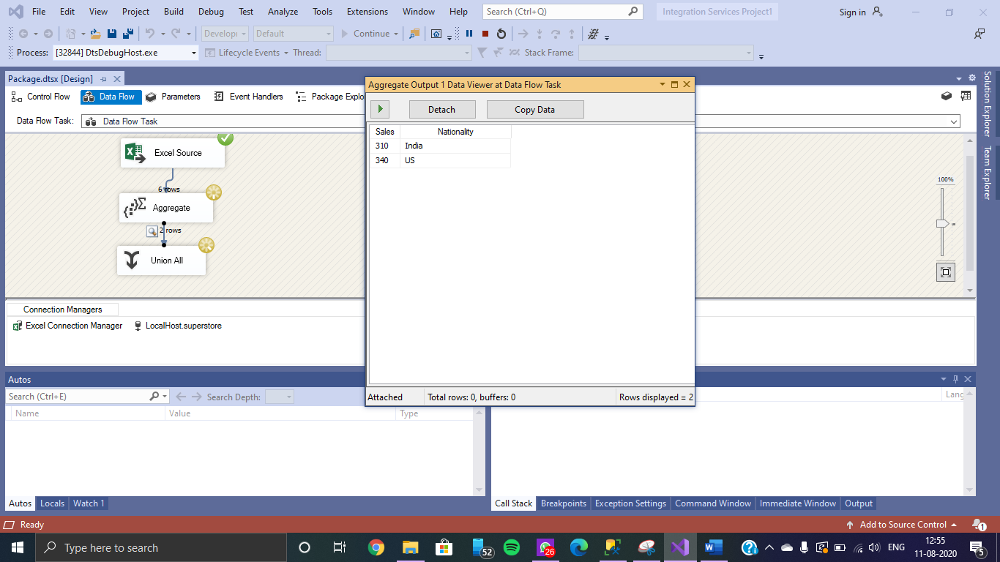 File Edit View Project Build Debug Test Analyze Tools Extensions Window Help Search (Ctrl+Q) Integration Services Project1 Sign in
Develop Default Continue
Process: [32844] DtsDebugHost.exe Lifecycle Events Thread: Stack Frame:
Package.dtsx [Design]
Control Flow Data Flow Parameters Event Handlers Package Explo
Data Flow Task: Data Flow Task
Excel Source
6 rows
Aggregate
2 rows
Union All
Aggregate Output 1 Data Viewer at Data Flow Task
Detach Copy Data
Sales Nationality
310 India
340 US
Attached Total rows: 0, buffers: 0 Rows displayed = 2
100%
Solution Explorer
Team Explorer
Connection Managers
Excel Connection Manager LocalHost.superstore
Autos
Search (Ctrl+E) Search Depth:
Name Value Type
Lang
Autos Locals Watch 1
Call Stack Breakpoints Exception Settings Command Window Immediate Window Output
Ready Add to Source Control 1
Type here to search 52 26 ENG 12:55
11-08-2020 5